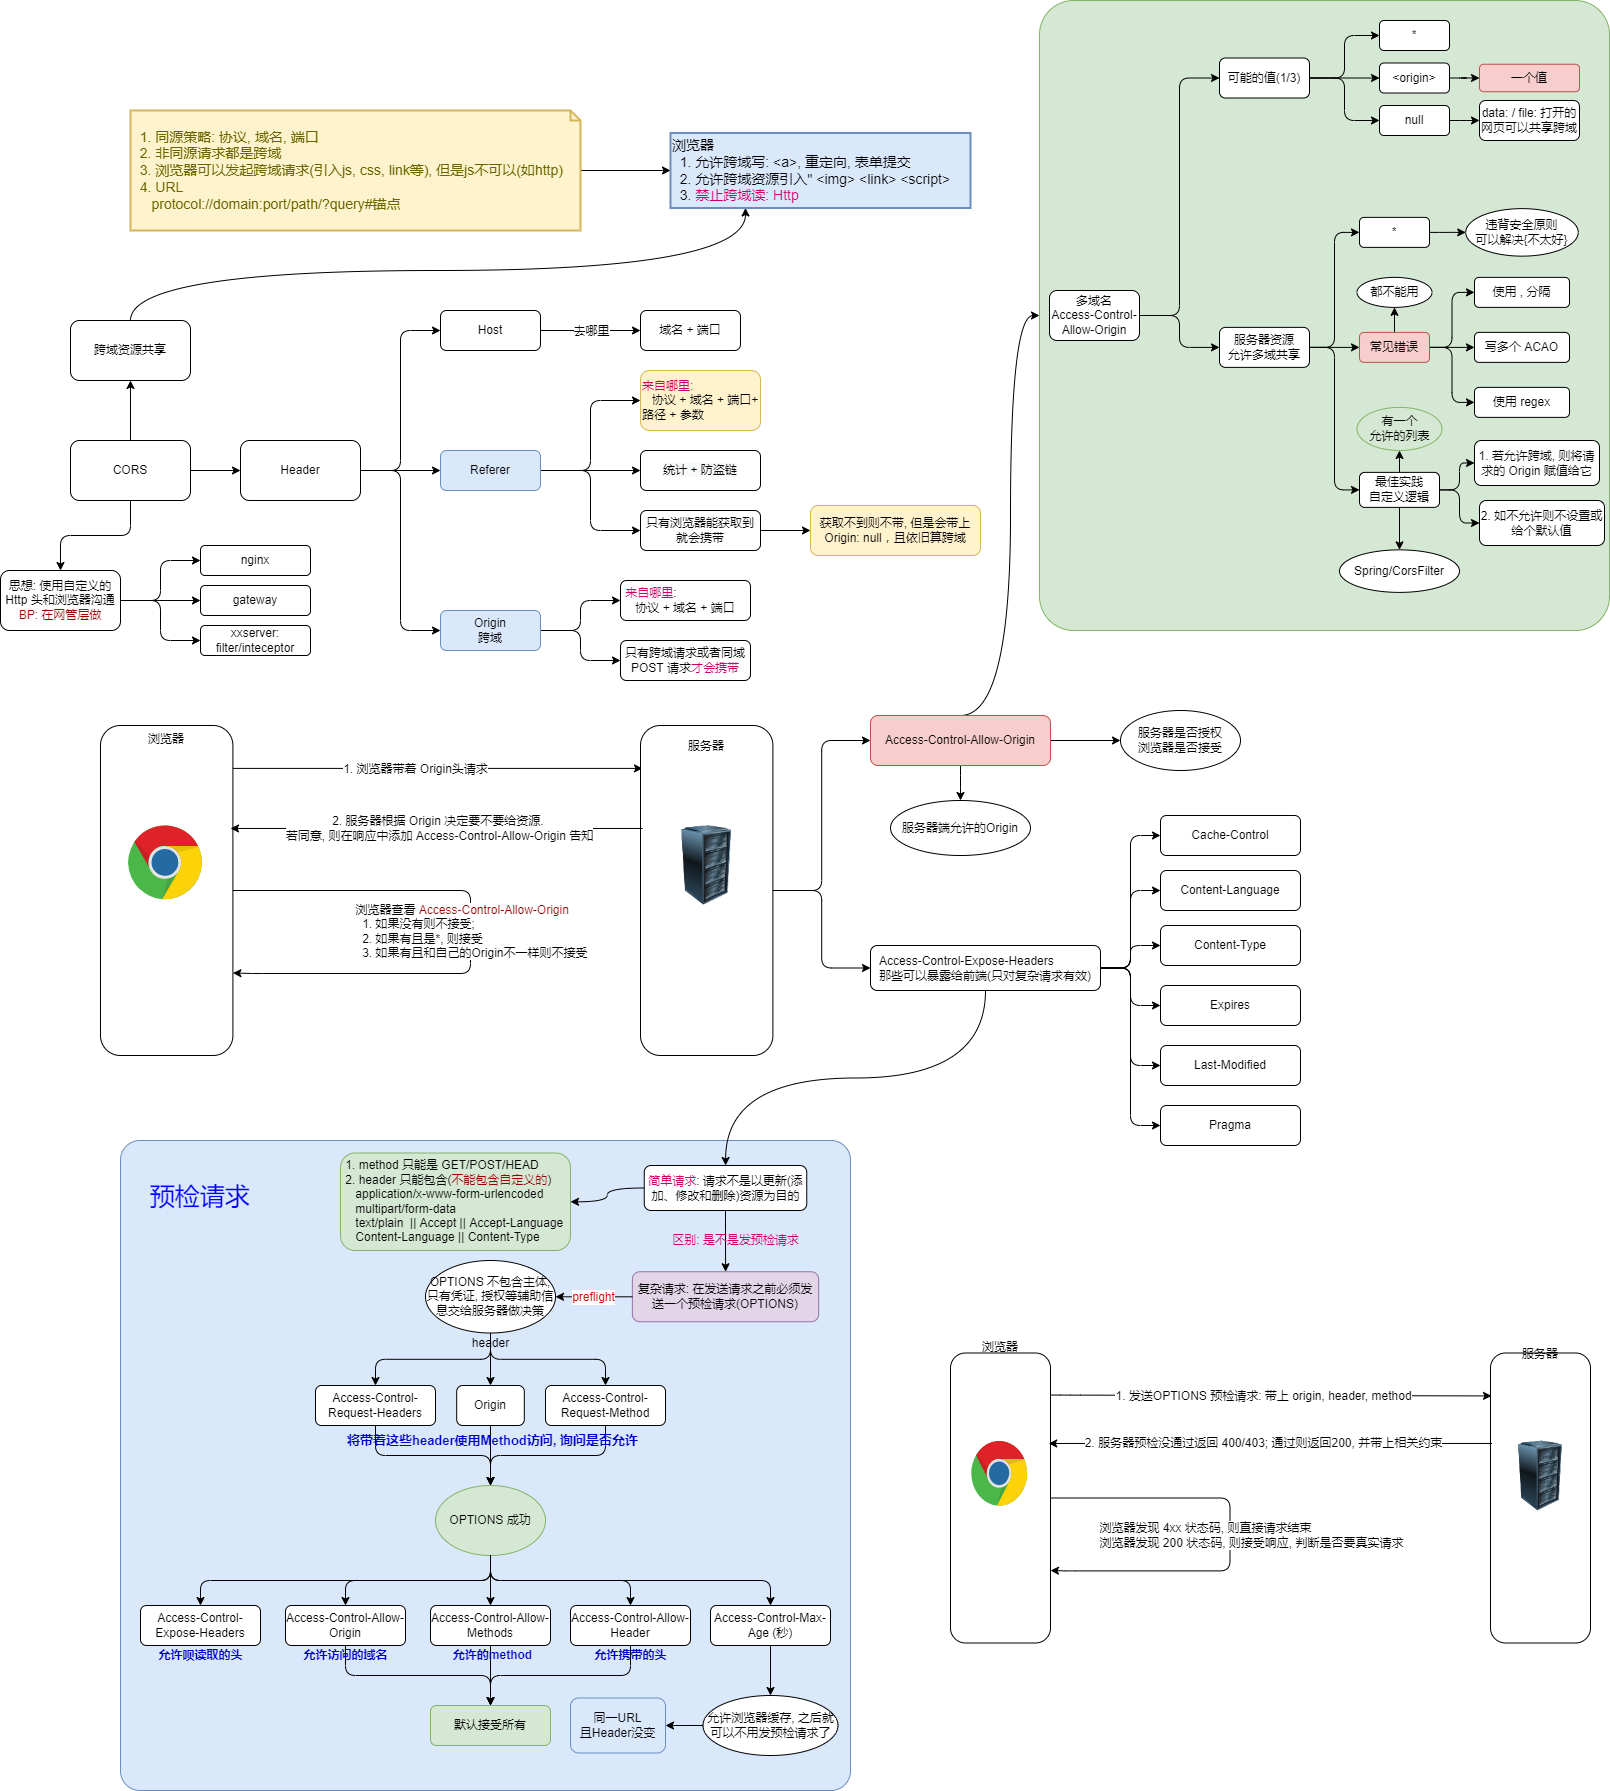 1. 同源策略: 协议, 域名, 端口
2. 非同源请求都是跨域
3. 浏览器可以发起跨域请求(引入js, css, link等), 但是js不可以(如http)
4. URL
protocol://domain:port/path/?query#锚点
浏览器
1. 允许跨域写: <a>, 重定向, 表单提交
2. 允许跨域资源引入" <img> <link> <script>
3. 禁止跨域读: Http
跨域资源共享
CORS
Header
思想: 使用自定义的
Http 头和浏览器沟通
BP: 在网管层做
nginx
gateway
xxserver:
filter/inteceptor
Host
去哪里
域名 + 端口
Referer
来自哪里:
协议 + 域名 + 端口+
路径 + 参数
统计 + 防盗链
只有浏览器能获取到
就会携带
获取不到则不带, 但是会带上
Origin: null，且依旧算跨域
Origin
跨域
来自哪里:
协议 + 域名 + 端口
只有跨域请求或者同域
POST 请求才会携带
多域名
Access-Control-
Allow-Origin
可能的值(1/3)
*
<origin>
一个值
null
data: / file: 打开的
网页可以共享跨域
服务器资源
允许多域共享
*
违背安全原则
可以解决{不太好}
都不能用
常见错误
使用 , 分隔
写多个 ACAO
使用 regex
有一个
允许的列表
最佳实践
自定义逻辑
1. 若允许跨域, 则将请
求的 Origin 赋值给它
2. 如不允许则不设置或
给个默认值
Spring/CorsFilter
浏览器
服务器
1. 浏览器带着 Origin头请求
2. 服务器根据 Origin 决定要不要给资源.
若同意, 则在响应中添加 Access-Control-Allow-Origin 告知
浏览器查看 Access-Control-Allow-Origin
1. 如果没有则不接受;
2. 如果有且是*, 则接受
3. 如果有且和自己的Origin不一样则不接受
Access-Control-Allow-Origin
服务器是否授权
浏览器是否接受
服务器端允许的Origin
Access-Control-Expose-Headers
那些可以暴露给前端(只对复杂请求有效)
Cache-Control
Content-Language
Content-Type
Expires
Last-Modified
Pragma
预检请求
1. method 只能是 GET/POST/HEAD
2. header 只能包含(不能包含自定义的)
application/x-www-form-urlencoded
multipart/form-data
text/plain || Accept || Accept-Language
Content-Language || Content-Type
简单请求: 请求不是以更新(添
加、修改和删除)资源为目的
区别: 是不是发预检请求
复杂请求: 在发送请求之前必须发
送一个预检请求(OPTIONS)
preflight
OPTIONS 不包含主体,
只有凭证, 授权等辅助信
息交给服务器做决策
header
Access-Control-
Request-Headers
Origin
Access-Control-
Request-Method
将带着这些header使用Method访问, 询问是否允许
OPTIONS 成功
Access-Control-
Expose-Headers
允许呗读取的头
Access-Control-Allow-
Origin
允许访问的域名
Access-Control-Allow-
Methods
允许的method
Access-Control-Allow-
Header
允许携带的头
Access-Control-Max-
Age (秒)
默认接受所有
同一URL
且Header没变
允许浏览器缓存, 之后就
可以不用发预检请求了
浏览器
服务器
1. 发送OPTIONS 预检请求: 带上 origin, header, method
2. 服务器预检没通过返回 400/403; 通过则返回200, 并带上相关约束
浏览器发现 4xx 状态码, 则直接请求结束
浏览器发现 200 状态码, 则接受响应, 判断是否要真实请求